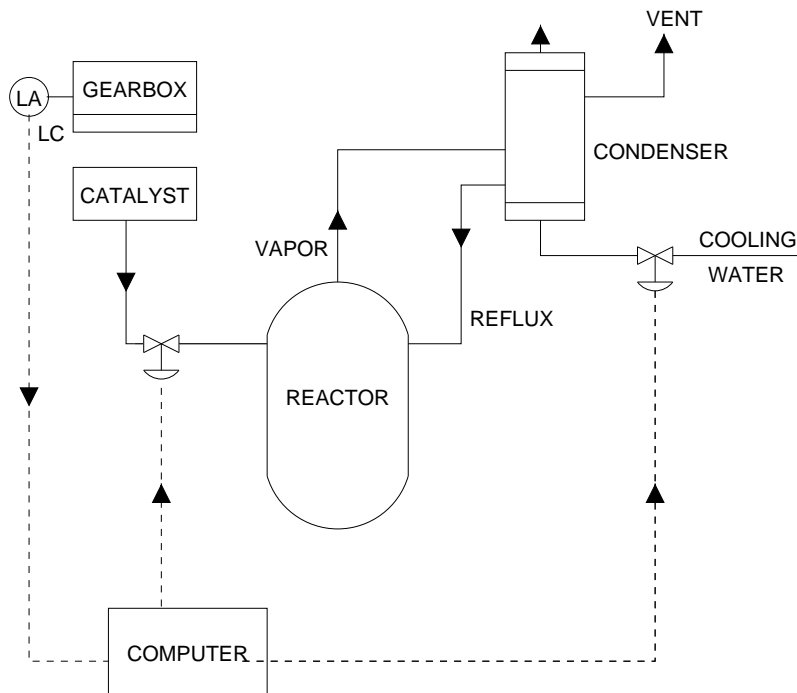 VENT
LA
GEARBOX
LC
CONDENSER
CATALYST
VAPOR
COOLING
WATER
REFLUX
REACTOR
COMPUTER